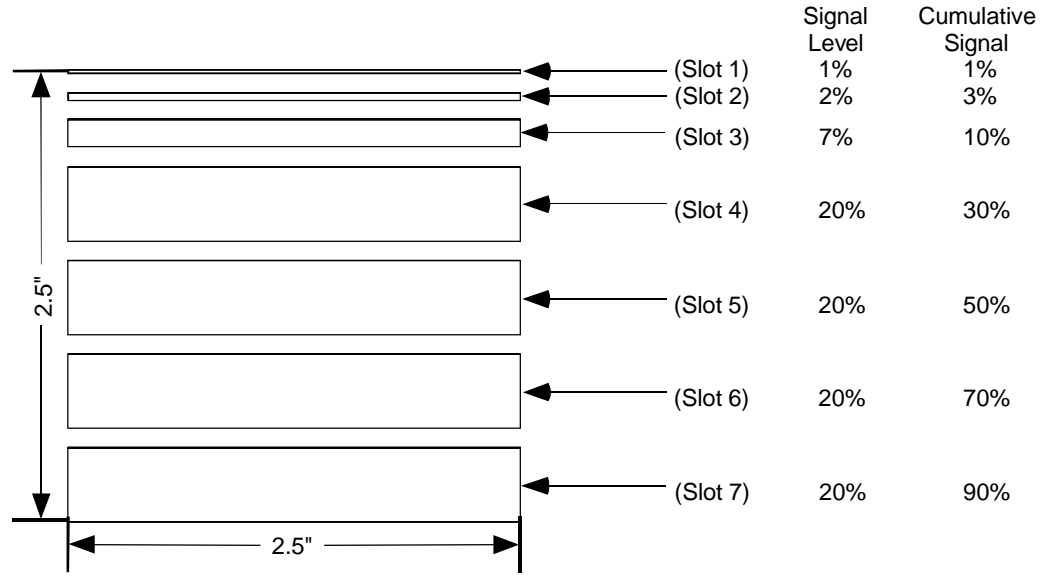 Signal Cumulative
Level Signal
(Slot 1) 1% 1%
(Slot 2) 2% 3%
(Slot 3) 7% 10%
(Slot 4) 20% 30%
2.5"
(Slot 5) 20% 50%
(Slot 6) 20% 70%
(Slot 7) 20% 90%
2.5"